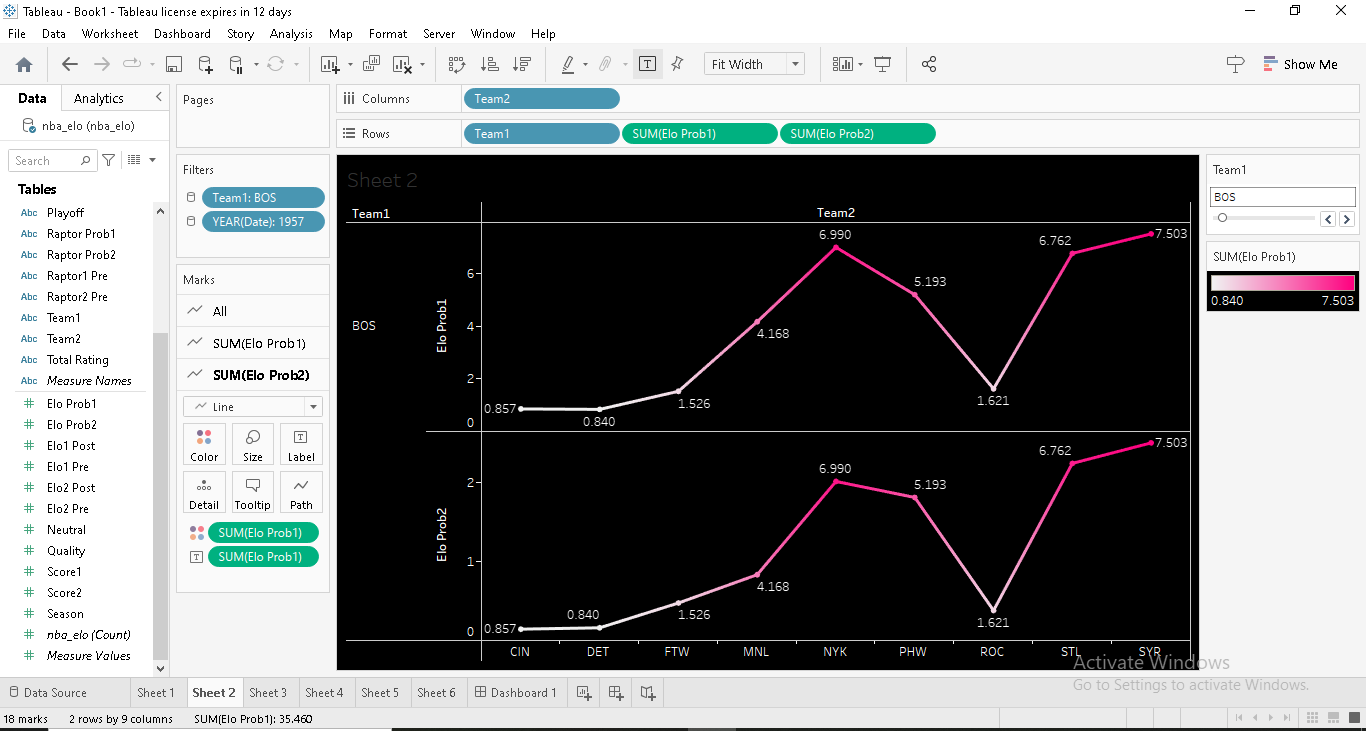 Tableau - Book1 - Tableau license expires in 12 days
File Data Worksheet Dashboard Story Analysis Map Format Server Window Help
Fit Width
Show Me
Data Analytics
nba_elo (nba_elo)
Search
Tables
Abc Playoff
Abc Raptor Prob1
Abc Raptor Prob2
Abc Raptor1 Pre
Abc Raptor2 Pre
Abc Team1
Abc Team2
Abc Total Rating
Abc Measure Names
# Elo Prob1
# Elo Prob2
# Elo1 Post
# Elo1 Pre
# Elo2 Post
# Elo2 Pre
# Neutral
# Quality
# Score1
# Score2
# Season
# nba_elo (Count)
# Measure Values
Pages
Filters
Team1: BOS
YEAR(Date): 1957
Marks
All
SUM(Elo Prob1)
SUM(Elo Prob2)
Line
Color Size Label
Detail Tooltip Path
SUM(Elo Prob1)
SUM(Elo Prob1)
Columns Team2
Rows Team1 SUM(Elo Prob1) SUM(Elo Prob2)
Sheet 2
Team1 Team2
BOS
Elo Prob1
6
4
2
0
0.857 0.840 1.526 4.168 6.990 5.193 1.621 6.762 7.503
Elo Prob2
2
1
0
0.857 0.840 1.526 4.168 6.990 5.193 1.621 6.762 7.503
CIN DET FTW MNL NYK PHW ROC STL SYR
Team1
BOS
SUM(Elo Prob1)
0.840 7.503
Activate Windows
Go to Settings to activate Windows.
Data Source Sheet 1 Sheet 2 Sheet 3 Sheet 4 Sheet 5 Sheet 6 Dashboard 1
18 marks 2 rows by 9 columns SUM(Elo Prob1): 35.460